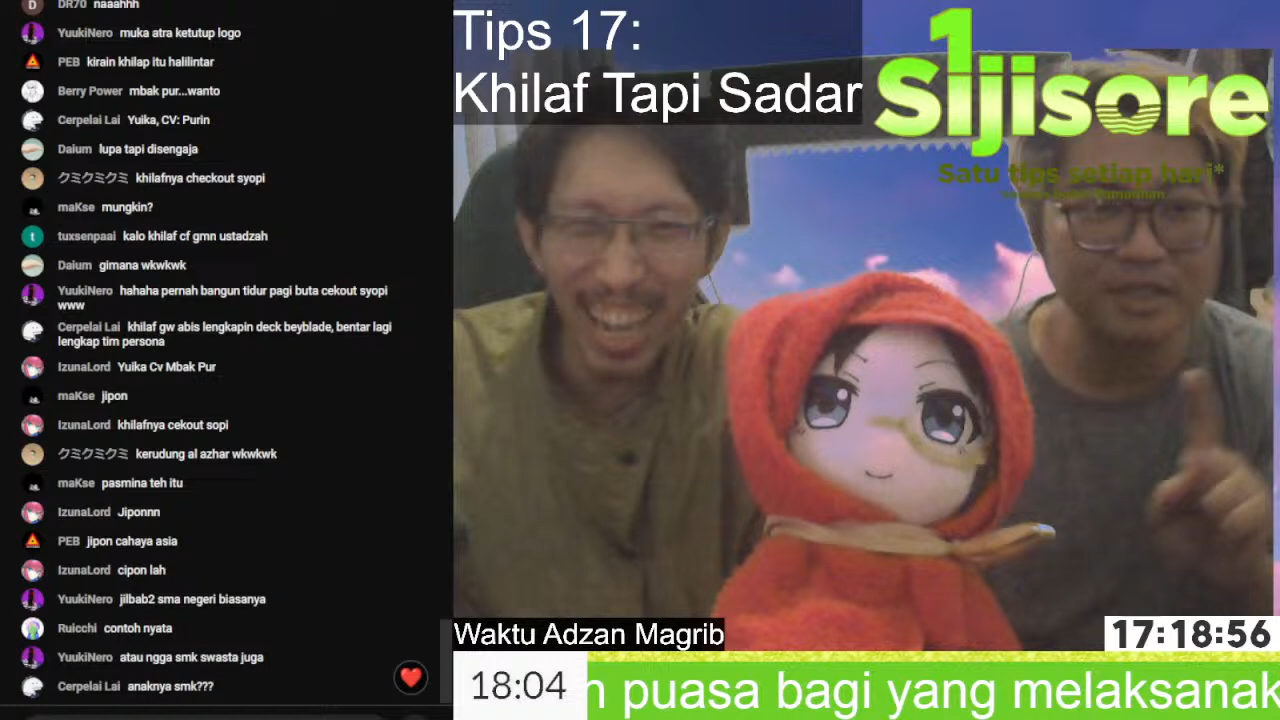 DR70 naaahhh
YuukiNero muka atra ketutup logo
PEB kirain khilap itu halilintar
Berry Power mbak pur...wanto
Cerpelai Lai Yuika, CV: Purin
Daium lupa tapi disengaja
クミクミクミ khilafnya checkout syopi
maKse mungkin?
tuxsenpaai kalo khilaf cf gmn ustadzah
Daium gimana wkwkwk
YuukiNero hahaha pernah bangun tidur pagi buta cekout syopi
www
Cerpelai Lai khilaf gw abis lengkapin deck beyblade, bentar lagi
lengkap tim persona
IzunaLord Yuika Cv Mbak Pur
maKse jipon
IzunaLord khilafnya cekout sopi
クミクミクミ kerudung al azhar wkwkwk
maKse pasmina teh itu
IzunaLord Jiponnn
PEB jipon cahaya asia
IzunaLord cipon lah
YuukiNero jilbab2 sma negeri biasanya
Ruicchi contoh nyata
YuukiNero atau ngga smk swasta juga
Cerpelai Lai anaknya smk???
Tips 17:
Khilaf Tapi Sadar
1
Sijisore
Satu tips setiap hari*
Waktu Adzan Magrib
17:18:56
18:04
n puasa bagi yang melaksanak